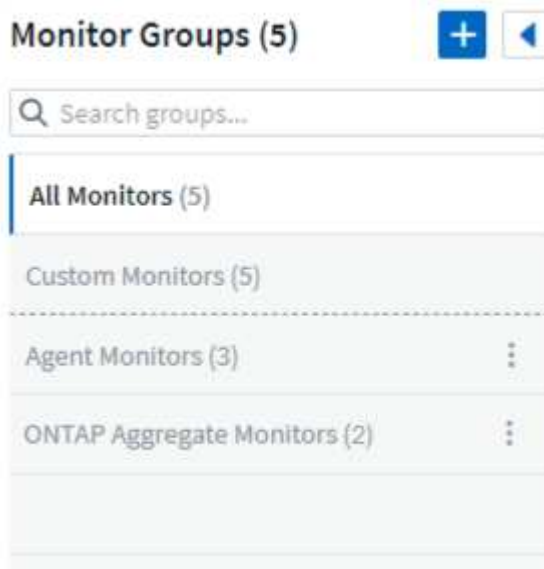 Monitor Groups (5)
Search groups...
All Monitors (5)
Custom Monitors (5)
Agent Monitors (3)
ONTAP Aggregate Monitors (2)